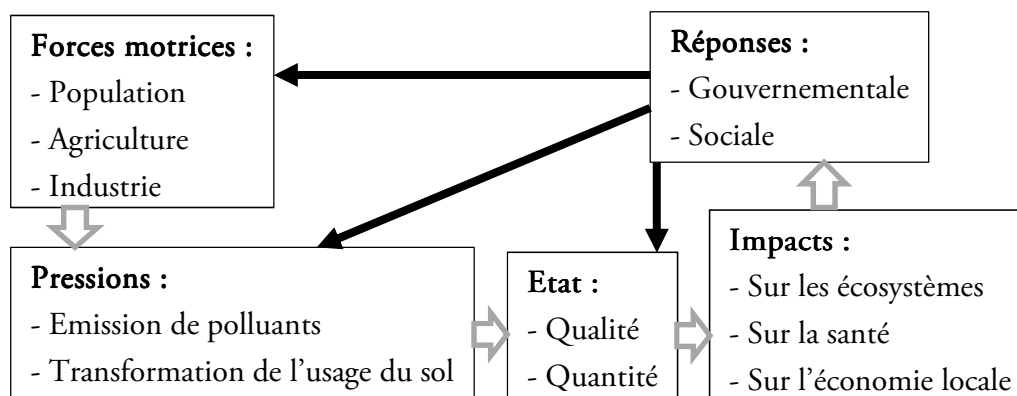 Forces motrices :
- Population
- Agriculture
- Industrie
Réponses :
- Gouvernementale
- Sociale
Pressions :
- Emission de polluants
- Transformation de l’usage du sol
Etat :
- Qualité
- Quantité
Impacts :
- Sur les écosystèmes
- Sur la santé
- Sur l’économie locale